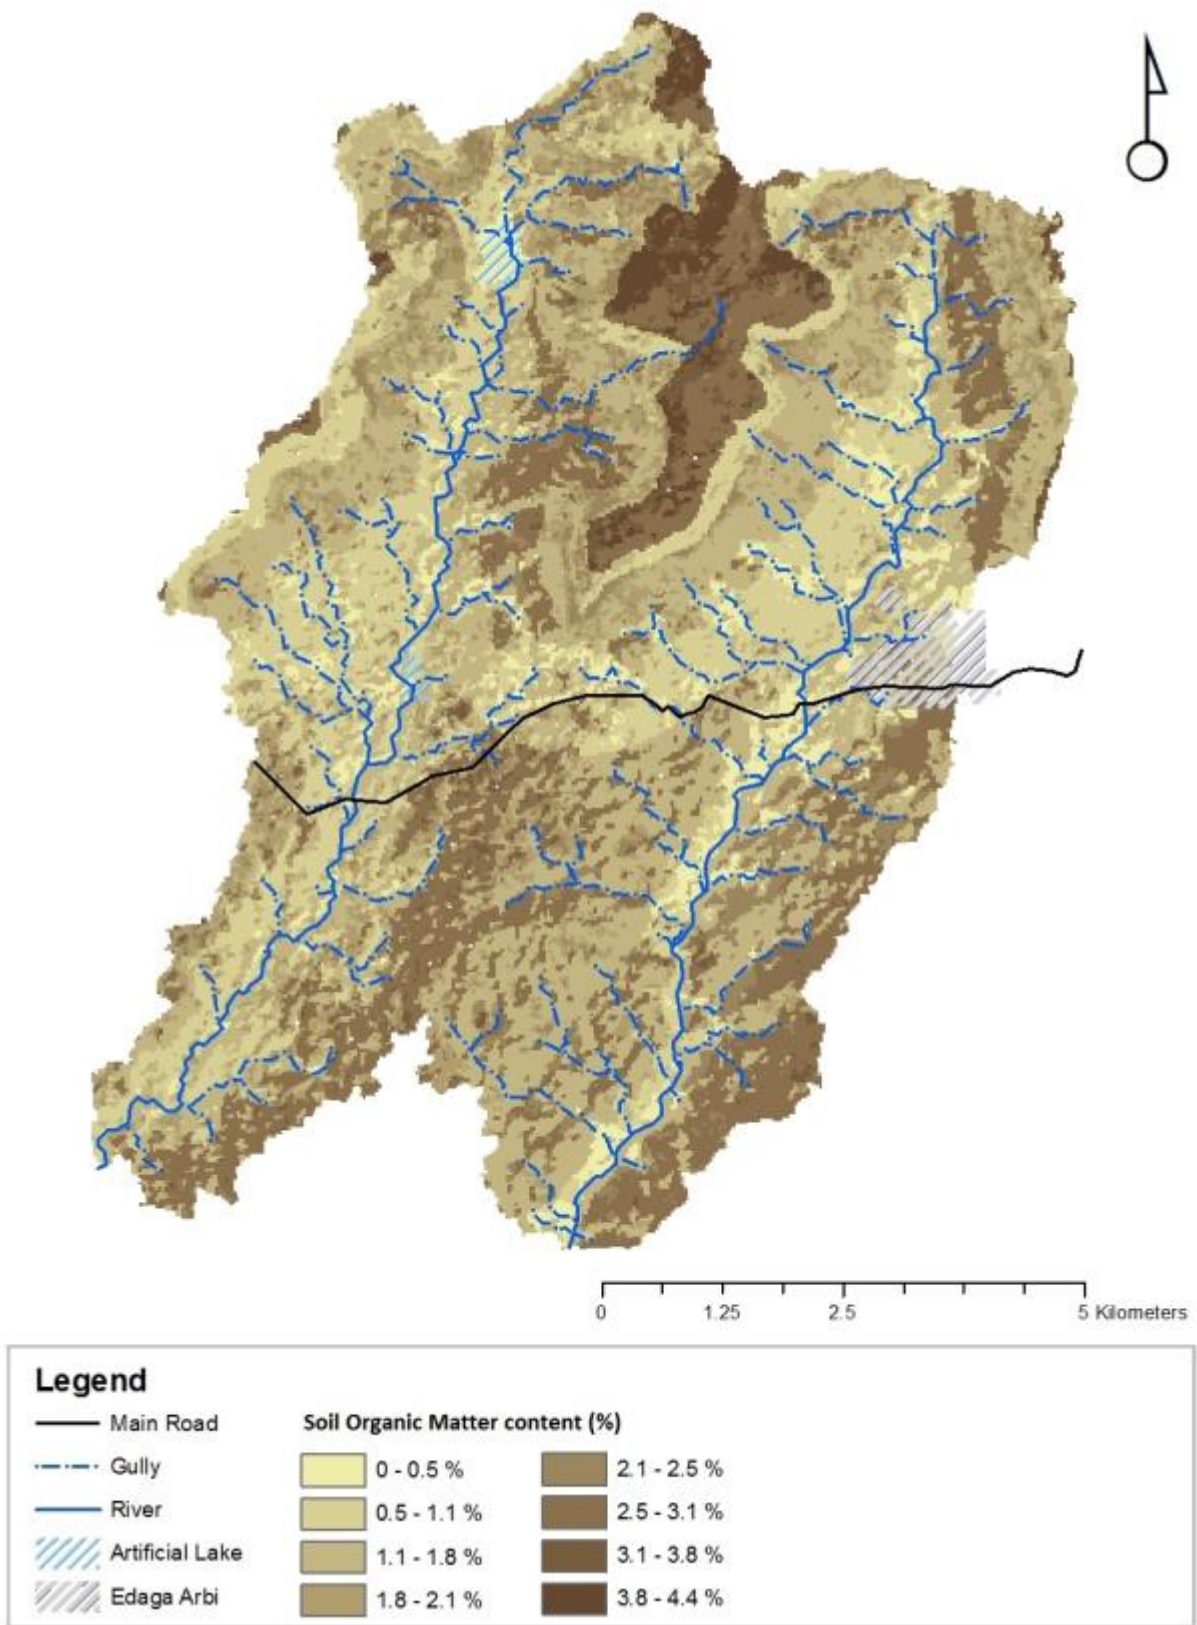 0 1.25 2.5 5 Kilometers
Legend
Main Road
Gully
River
Artificial Lake
Edaga Arbi
Soil Organic Matter content (%)
0 - 0.5 %
0.5 - 1.1 %
1.1 - 1.8 %
1.8 - 2.1 %
2.1 - 2.5 %
2.5 - 3.1 %
3.1 - 3.8 %
3.8 - 4.4 %